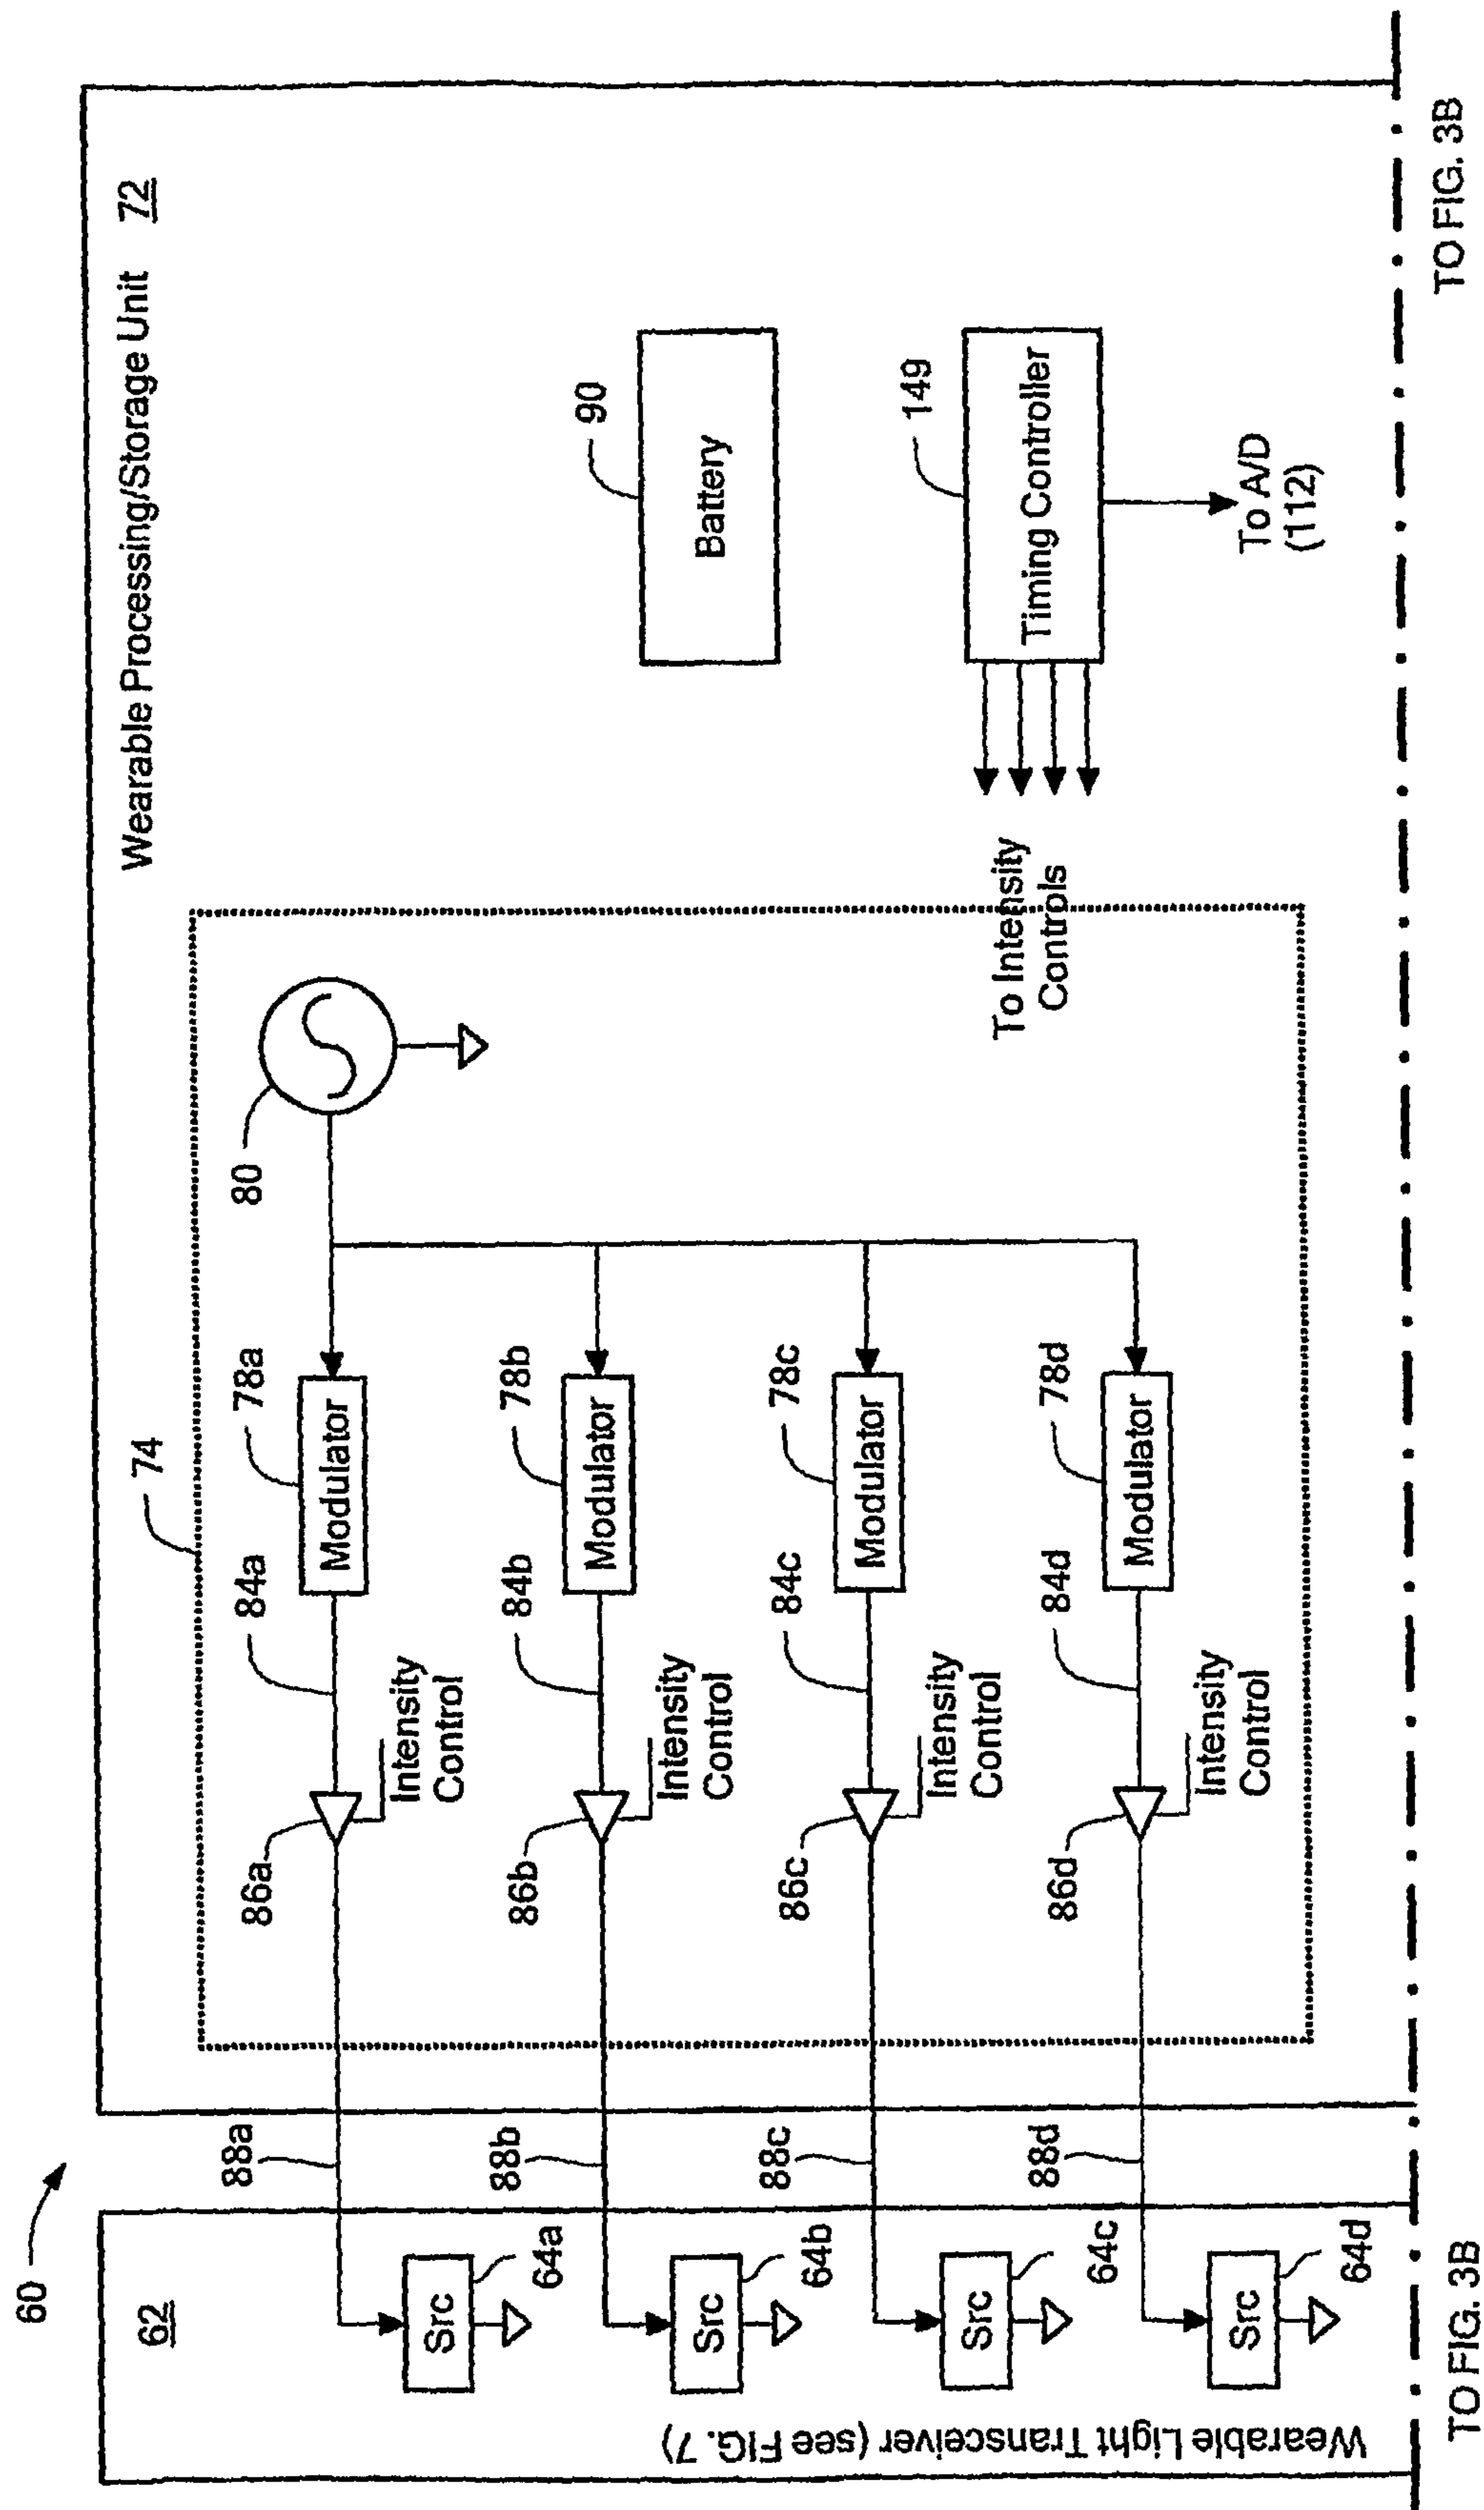 60
62
Wearable Light Transceiver (see FIG. 7)
Wearable Processing/Storage Unit 72
74
88a
86a
84a
78a
80
Src
64a
Intensity
Control
Modulator
88b
86b
84b
78b
Src
64b
Intensity
Control
Modulator
90
Battery
88c
86c
84c
78c
Src
64c
Intensity
Control
Modulator
To Intensity
Controls
149
Timing Controller
88d
86d
84d
78d
Src
64d
Intensity
Control
Modulator
To A/D
(112)
TO FIG. 3B
TO FIG. 3B